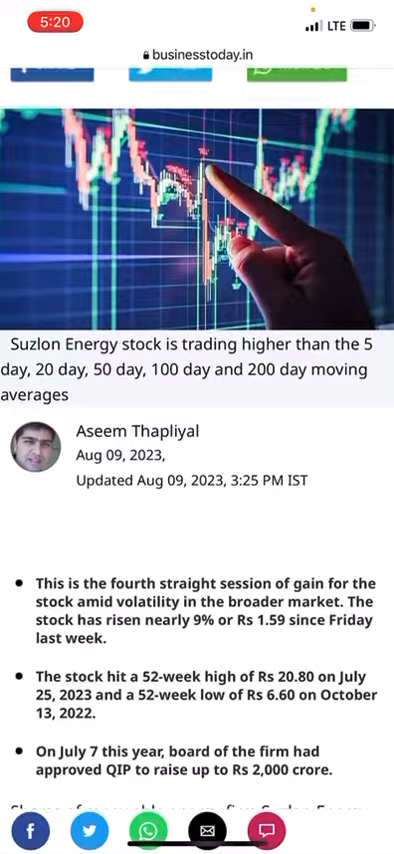 5:20
LTE
businesstoday.in
Suzlon Energy stock is trading higher than the 5
day, 20 day, 50 day, 100 day and 200 day moving
averages
Aseem Thapliyal
Aug 09, 2023,
Updated Aug 09, 2023, 3:25 PM IST
This is the fourth straight session of gain for the
stock amid volatility in the broader market. The
stock has risen nearly 9% or Rs 1.59 since Friday
last week.
The stock hit a 52-week high of Rs 20.80 on July
25, 2023 and a 52-week low of Rs 6.60 on October
13, 2022.
On July 7 this year, board of the firm had
approved QIP to raise up to Rs 2,000 crore.